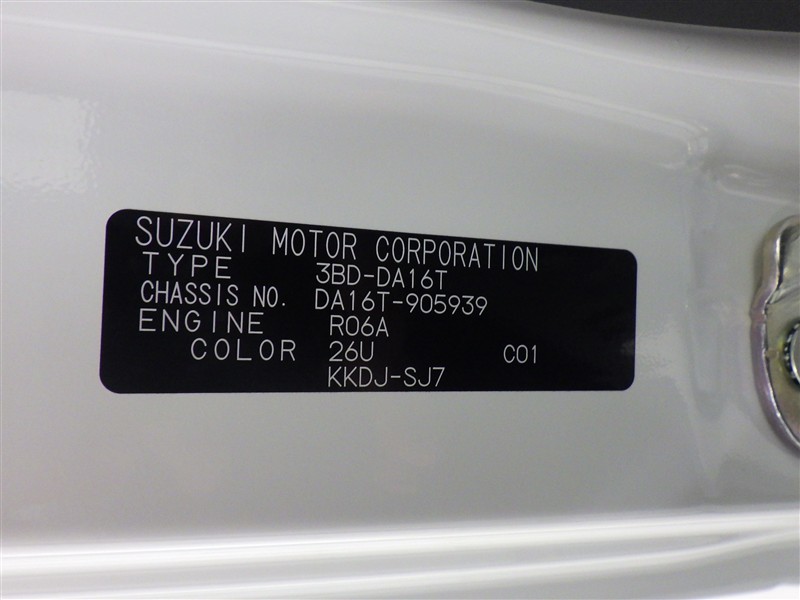 SUZUKI MOTOR CORPORATION
TYPE 3BD-DA16T
CHASSIS NO. DA16T-905939
ENGINE R06A
COLOR 26U C01
KKDJ-SJ7